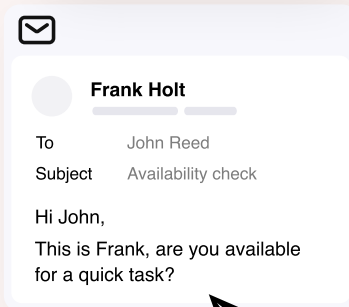 Frank Holt
To John Reed
Subject Availability check
Hi John,
This is Frank, are you available
for a quick task?